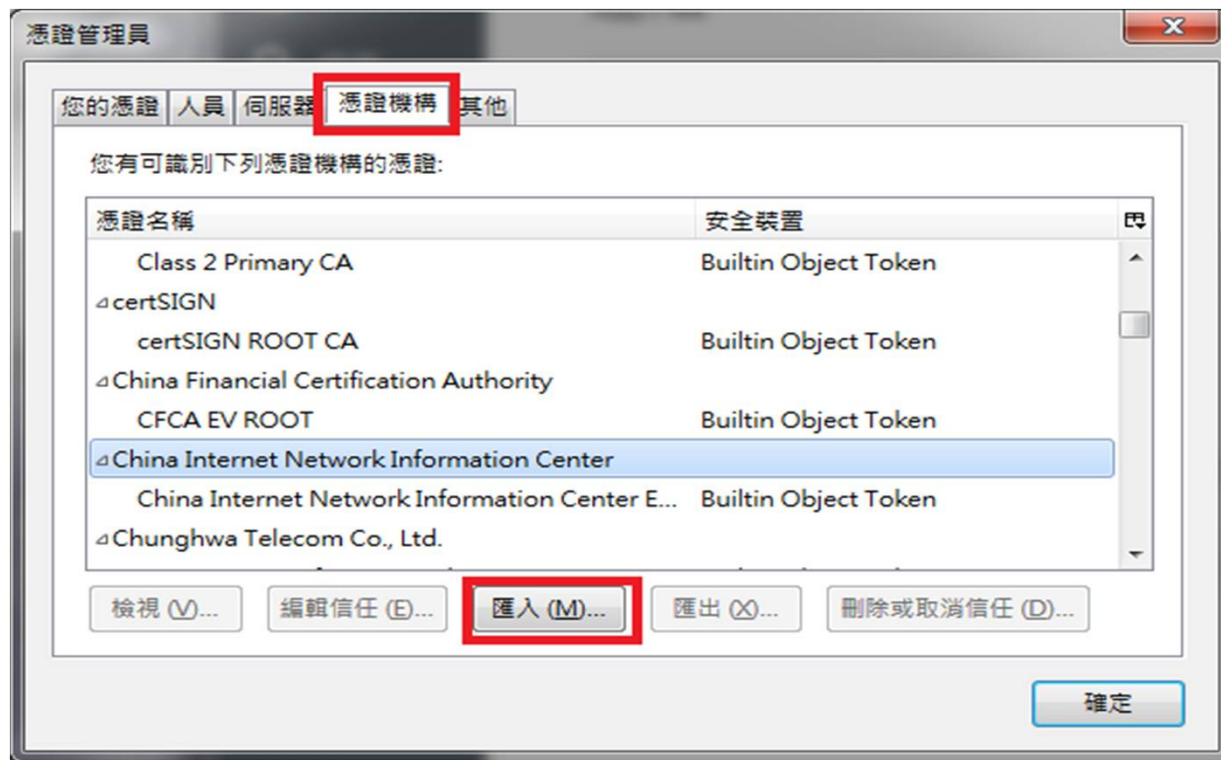 憑證管理員
您的憑證 人員 伺服器 憑證機構 其他
您有可識別下列憑證機構的憑證:
憑證名稱 安全裝置
Class 2 Primary CA Builtin Object Token
certSIGN
certSIGN ROOT CA Builtin Object Token
China Financial Certification Authority
CFCA EV ROOT Builtin Object Token
China Internet Network Information Center
China Internet Network Information Center E... Builtin Object Token
Chunghwa Telecom Co., Ltd.
檢視 (V)... 編輯信任 (E)... 匯入 (M)... 匯出 (X)... 刪除或取消信任 (D)...
確定